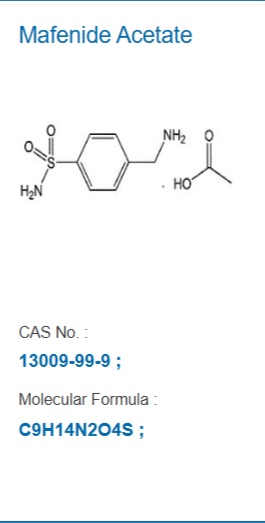 Mafenide Acetate
O
O
S
H₂N
NH₂
O
. HO
CAS No. :
13009-99-9 ;
Molecular Formula :
C9H14N2O4S ;